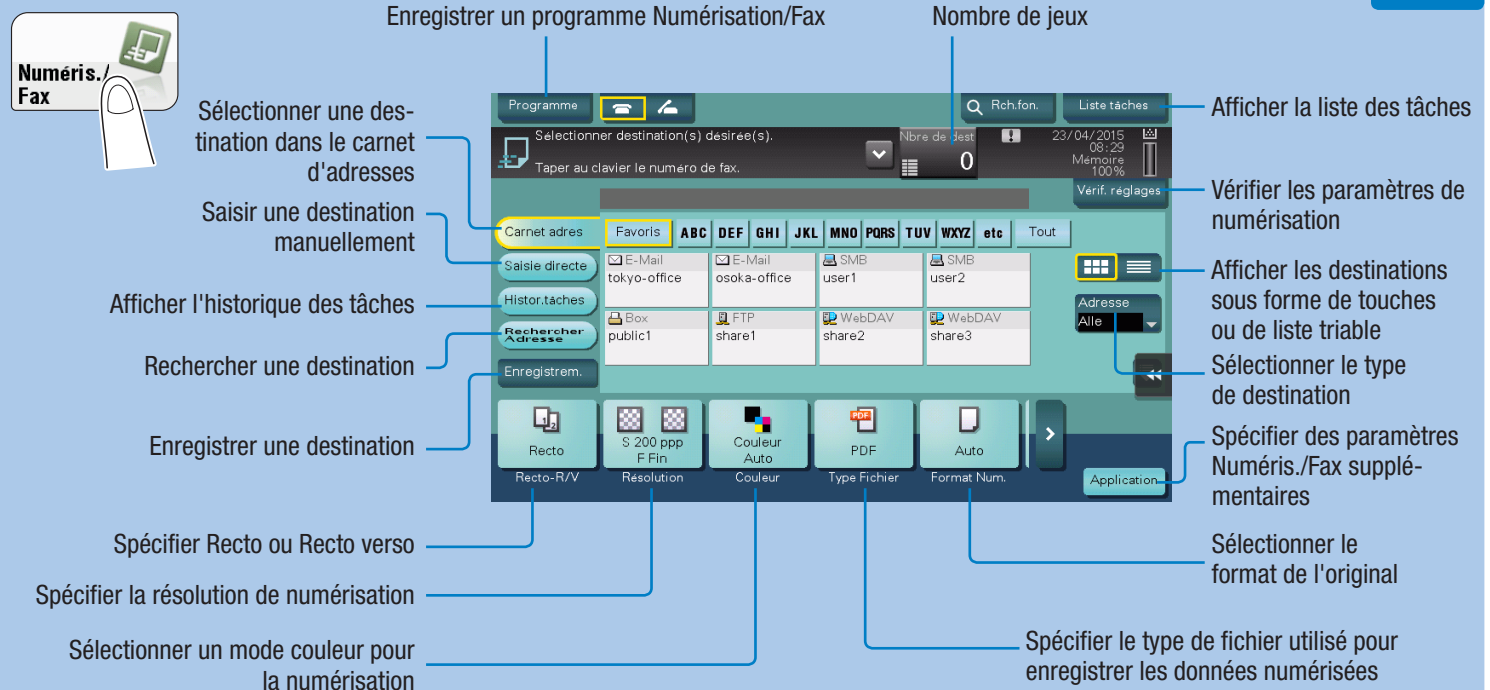 Enregistrer un programme Numérisation/Fax
Nombre de jeux
Numéris./
Fax
Sélectionner une des-
tination dans le carnet
d'adresses
Saisir une destination
manuellement
Afficher l'historique des tâches
Rechercher une destination
Enregistrer une destination
Spécifier Recto ou Recto verso
Spécifier la résolution de numérisation
Sélectionner un mode couleur pour
la numérisation
Programme
Rch.fon.
Liste tâches
Sélectionner destination(s) désirée(s).
Taper au clavier le numéro de fax.
Nbre de dest
0
23/04/2015
08:29
Mémoire
100%
Vérif. réglages
Carnet adres
Favoris ABC DEF GHI JKL MNO PQRS TUV WXYZ etc Tout
Saisie directe
Histor.tâches
Rechercher
Adresse
Enregistrem.
E-Mail E-Mail SMB SMB
tokyo-office osoka-office user1 user2
Box FTP WebDAV WebDAV
public1 share1 share2 share3
Adresse
Alle
1 2
PDF
Recto
S 200 ppp
F Fin
Couleur
Auto
PDF
Auto
Recto-R/V Résolution Couleur Type Fichier Format Num.
Application
Afficher la liste des tâches
Vérifier les paramètres de
numérisation
Afficher les destinations
sous forme de touches
ou de liste triable
Sélectionner le type
de destination
Spécifier des paramètres
Numéris./Fax supplé-
mentaires
Sélectionner le
format de l'original
Spécifier le type de fichier utilisé pour
enregistrer les données numérisées